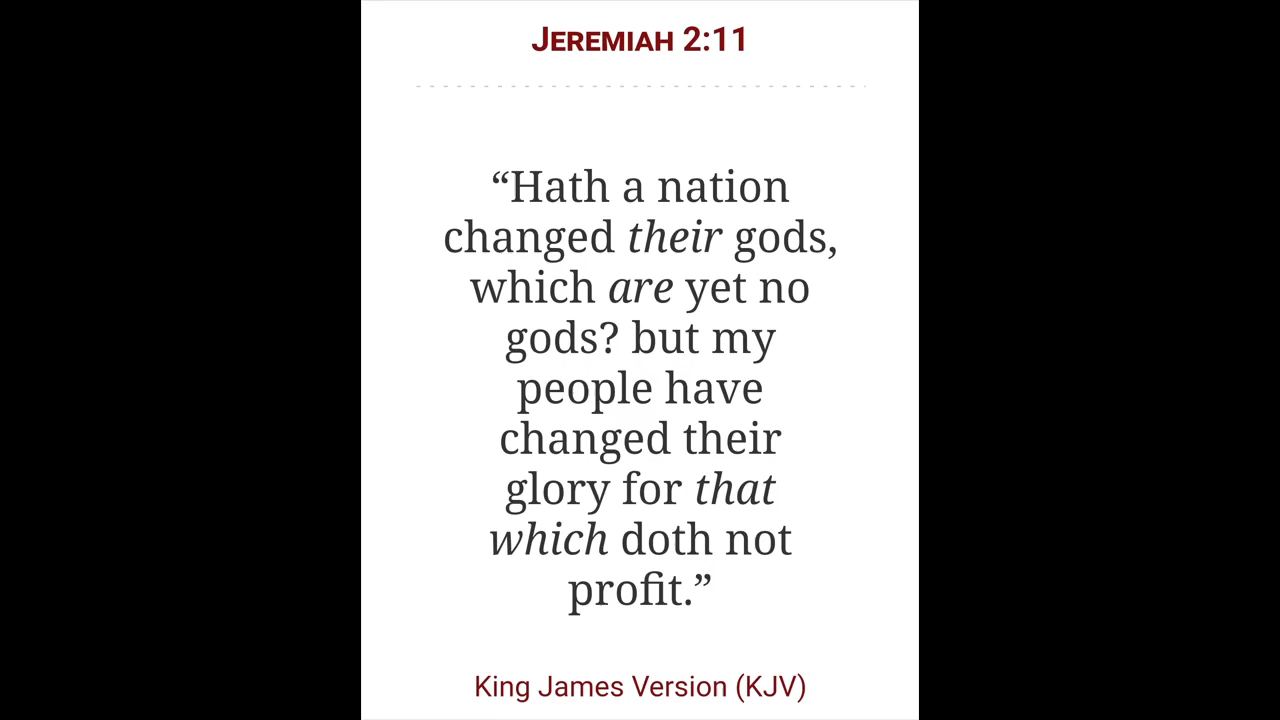 Jeremiah 2:11
“Hath a nation
changed their gods,
which are yet no
gods? but my
people have
changed their
glory for that
which doth not
profit.”
King James Version (KJV)